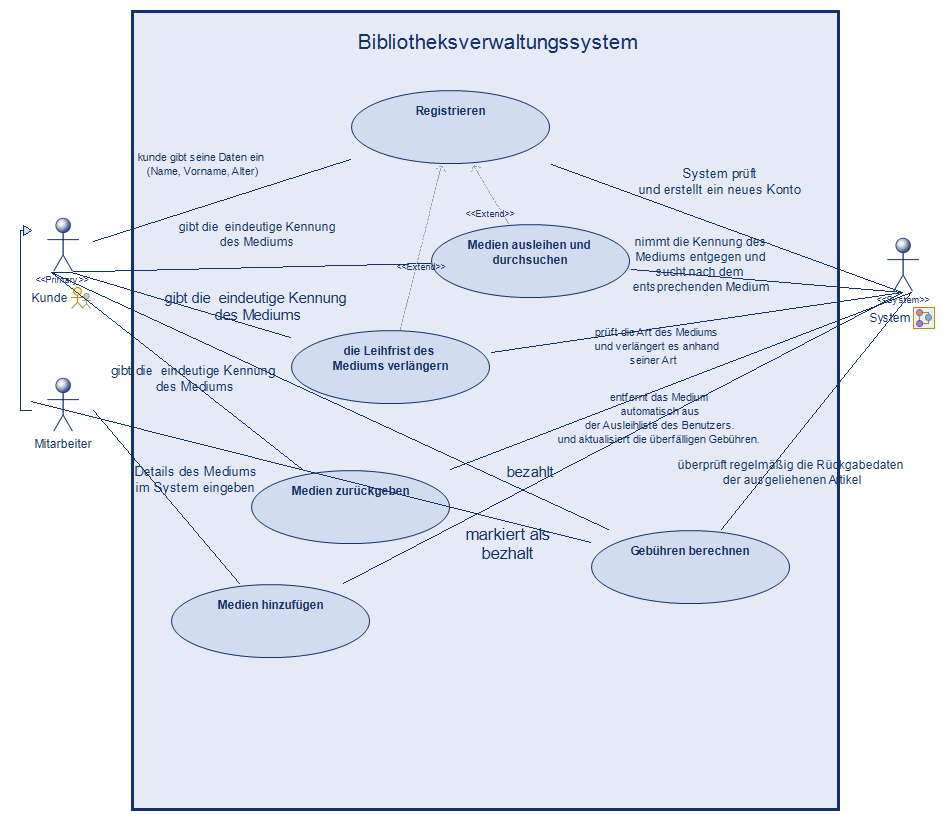 Bibliotheksverwaltungssystem
Registrieren
kunde gibt seine Daten ein
(Name, Vorname, Alter)
System prüft
und erstellt ein neues Konto
<<Extend>>
gibt die  eindeutige Kennung
des Mediums
Medien ausleihen und
durchsuchen
nimmt die Kennung des
Mediums entgegen und
sucht nach dem
entsprechenden Medium
<<Extend>>
<<Primary>>
Kunde
<<System>>
System
gibt die  eindeutige Kennung
des Mediums
prüft die Art des Mediums
und verlängert es anhand
seiner Art
die Leihfrist des
Mediums verlängern
gibt die  eindeutige Kennung
des Mediums
entfernt das Medium
automatisch aus
der Ausleihliste des Benutzers.
und aktualisiert die überfälligen Gebühren.
Mitarbeiter
Details des Mediums
im System eingeben
bezahlt
überprüft regelmäßig die Rückgabedaten
der ausgeliehenen Artikel
Medien zurückgeben
markiert als
bezhalt
Gebühren berechnen
Medien hinzufügen